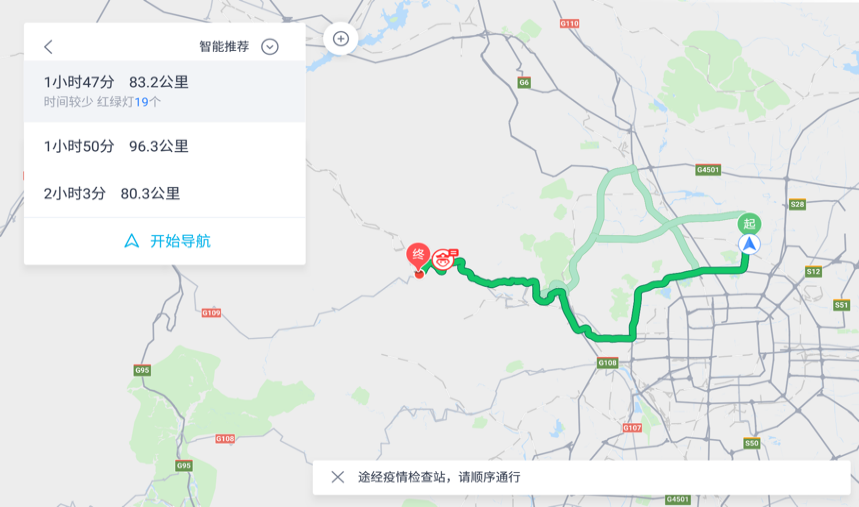 智能推荐
1小时47分 83.2公里
时间较少 红绿灯19个
1小时50分 96.3公里
2小时3分 80.3公里
开始导航
G110
G6
G4501
S28
起
终
S12
S51
G109
G108
G95
G107
G108
S50
G95
途经疫情检查站，请顺序通行
G4501